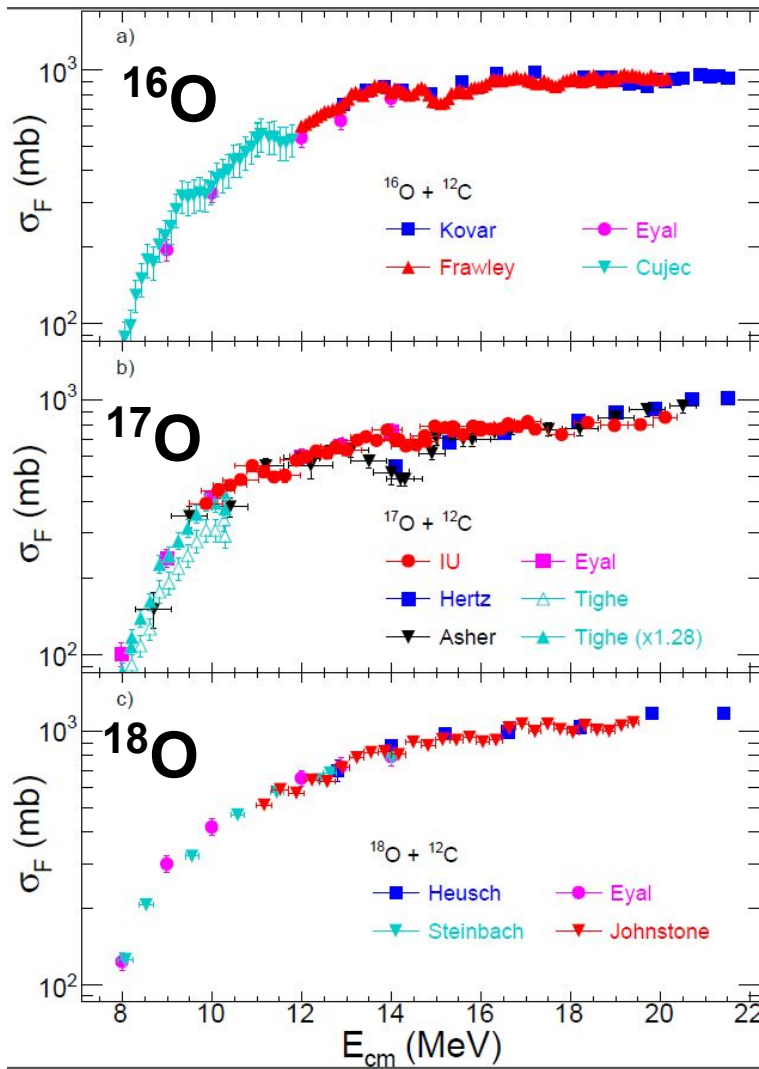 a)
¹⁶O
10³
σF (mb)
¹⁶O + ¹²C
Kovar
Eyal
Frawley
Cujec
10²
b)
¹⁷O
10³
σF (mb)
¹⁷O + ¹²C
IU
Eyal
Hertz
Tighe
Asher
Tighe (x1.28)
10²
c)
¹⁸O
10³
σF (mb)
¹⁸O + ¹²C
Heusch
Eyal
Steinbach
Johnstone
10²
8 10 12 14 16 18 20 22
Ecm (MeV)